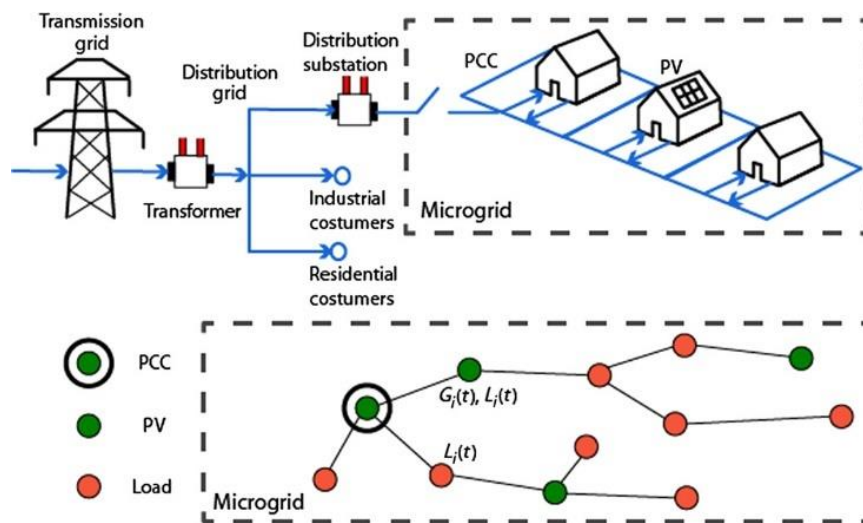 Transmission
grid
Distribution
grid
Transformer
Distribution
substation
Industrial
costumers
Residential
costumers
PCC
PV
Microgrid
PCC
PV
Load
G_i(t), L_i(t)
L_i(t)
Microgrid